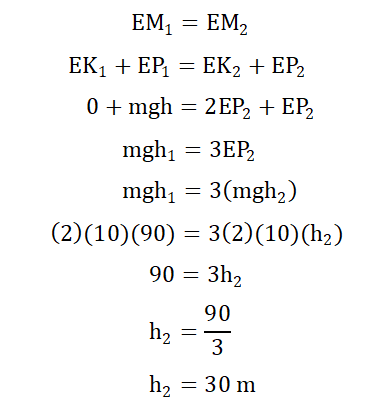 EM₁ = EM₂
EK₁ + EP₁ = EK₂ + EP₂
0 + mgh = 2EP₂ + EP₂
mgh₁ = 3EP₂
mgh₁ = 3(mgh₂)
(2)(10)(90) = 3(2)(10)(h₂)
90 = 3h₂
h₂ = 90/3
h₂ = 30 m